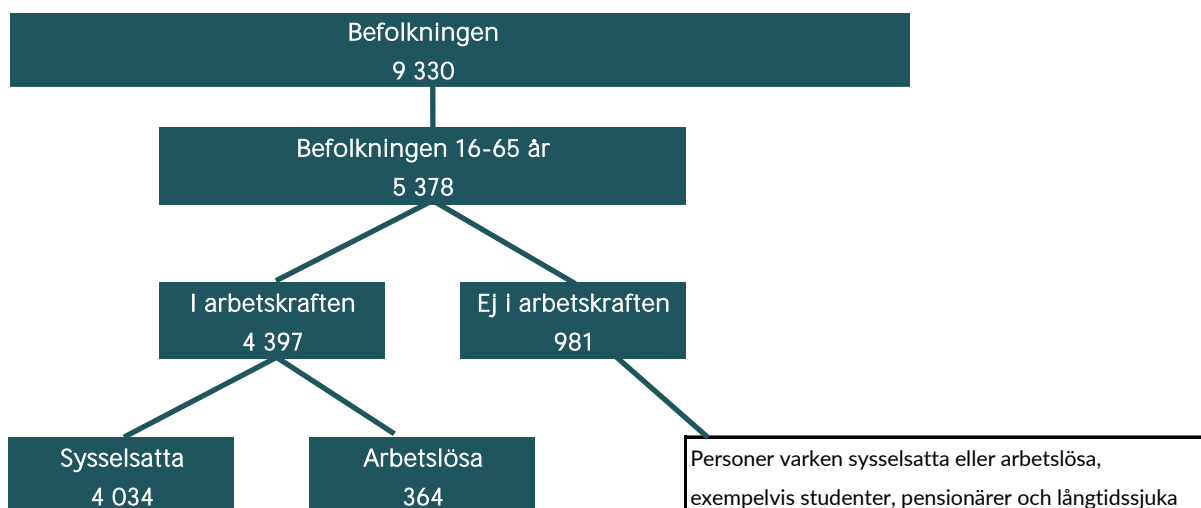 Befolkningen
9 330
Befolkningen 16-65 år
5 378
I arbetskraften
4 397
Ej i arbetskraften
981
Sysselsatta
4 034
Arbetslösa
364
Personer varken sysselsatta eller arbetslösa,
exempelvis studenter, pensionärer och långtidssjuka